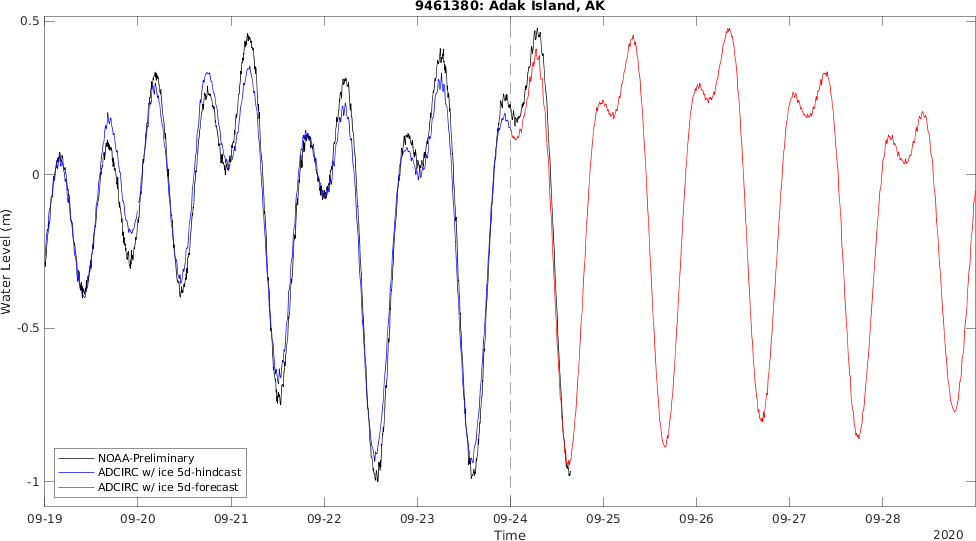 9461380: Adak Island, AK
0.5
0
-0.5
-1
Water Level (m)
NOAA-Preliminary
ADCIRC w/ ice 5d-hindcast
ADCIRC w/ ice 5d-forecast
09-19 09-20 09-21 09-22 09-23 09-24 09-25 09-26 09-27 09-28
Time
2020